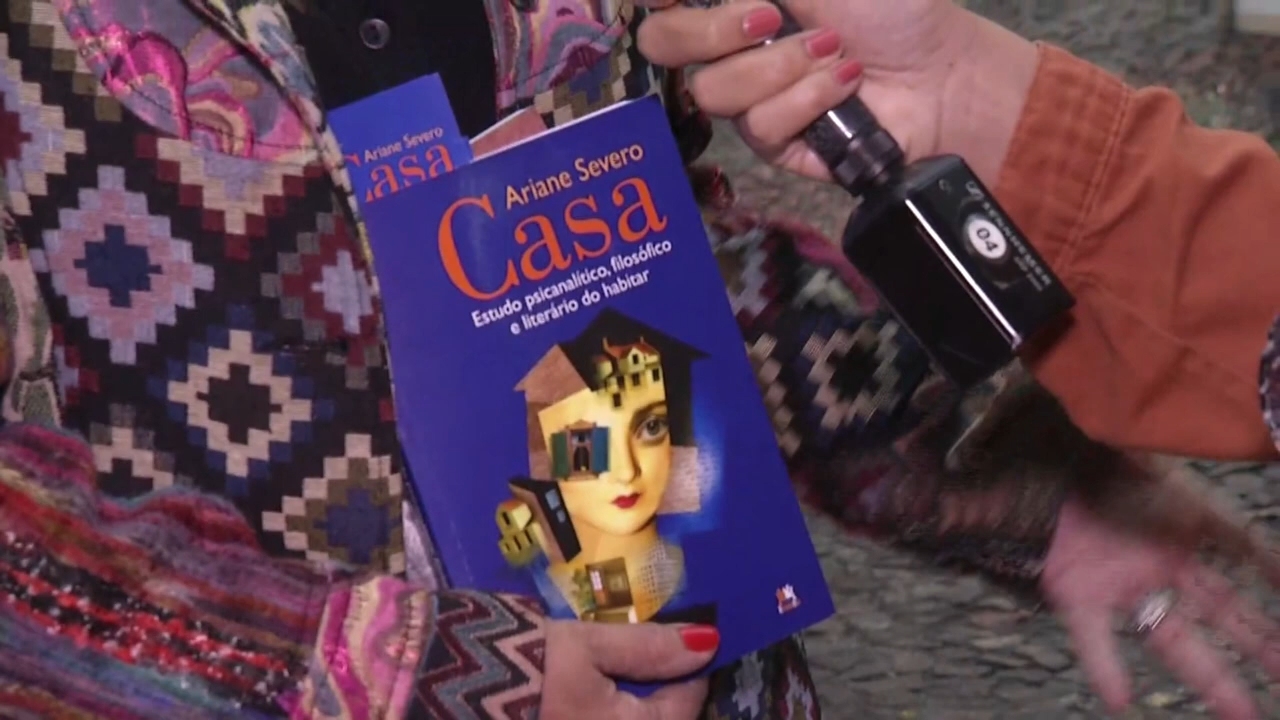 Ariane Severo
Casa
Ariane Severo
Casa
Estudo psicanalítico, filosófico
e literário do habitar
04